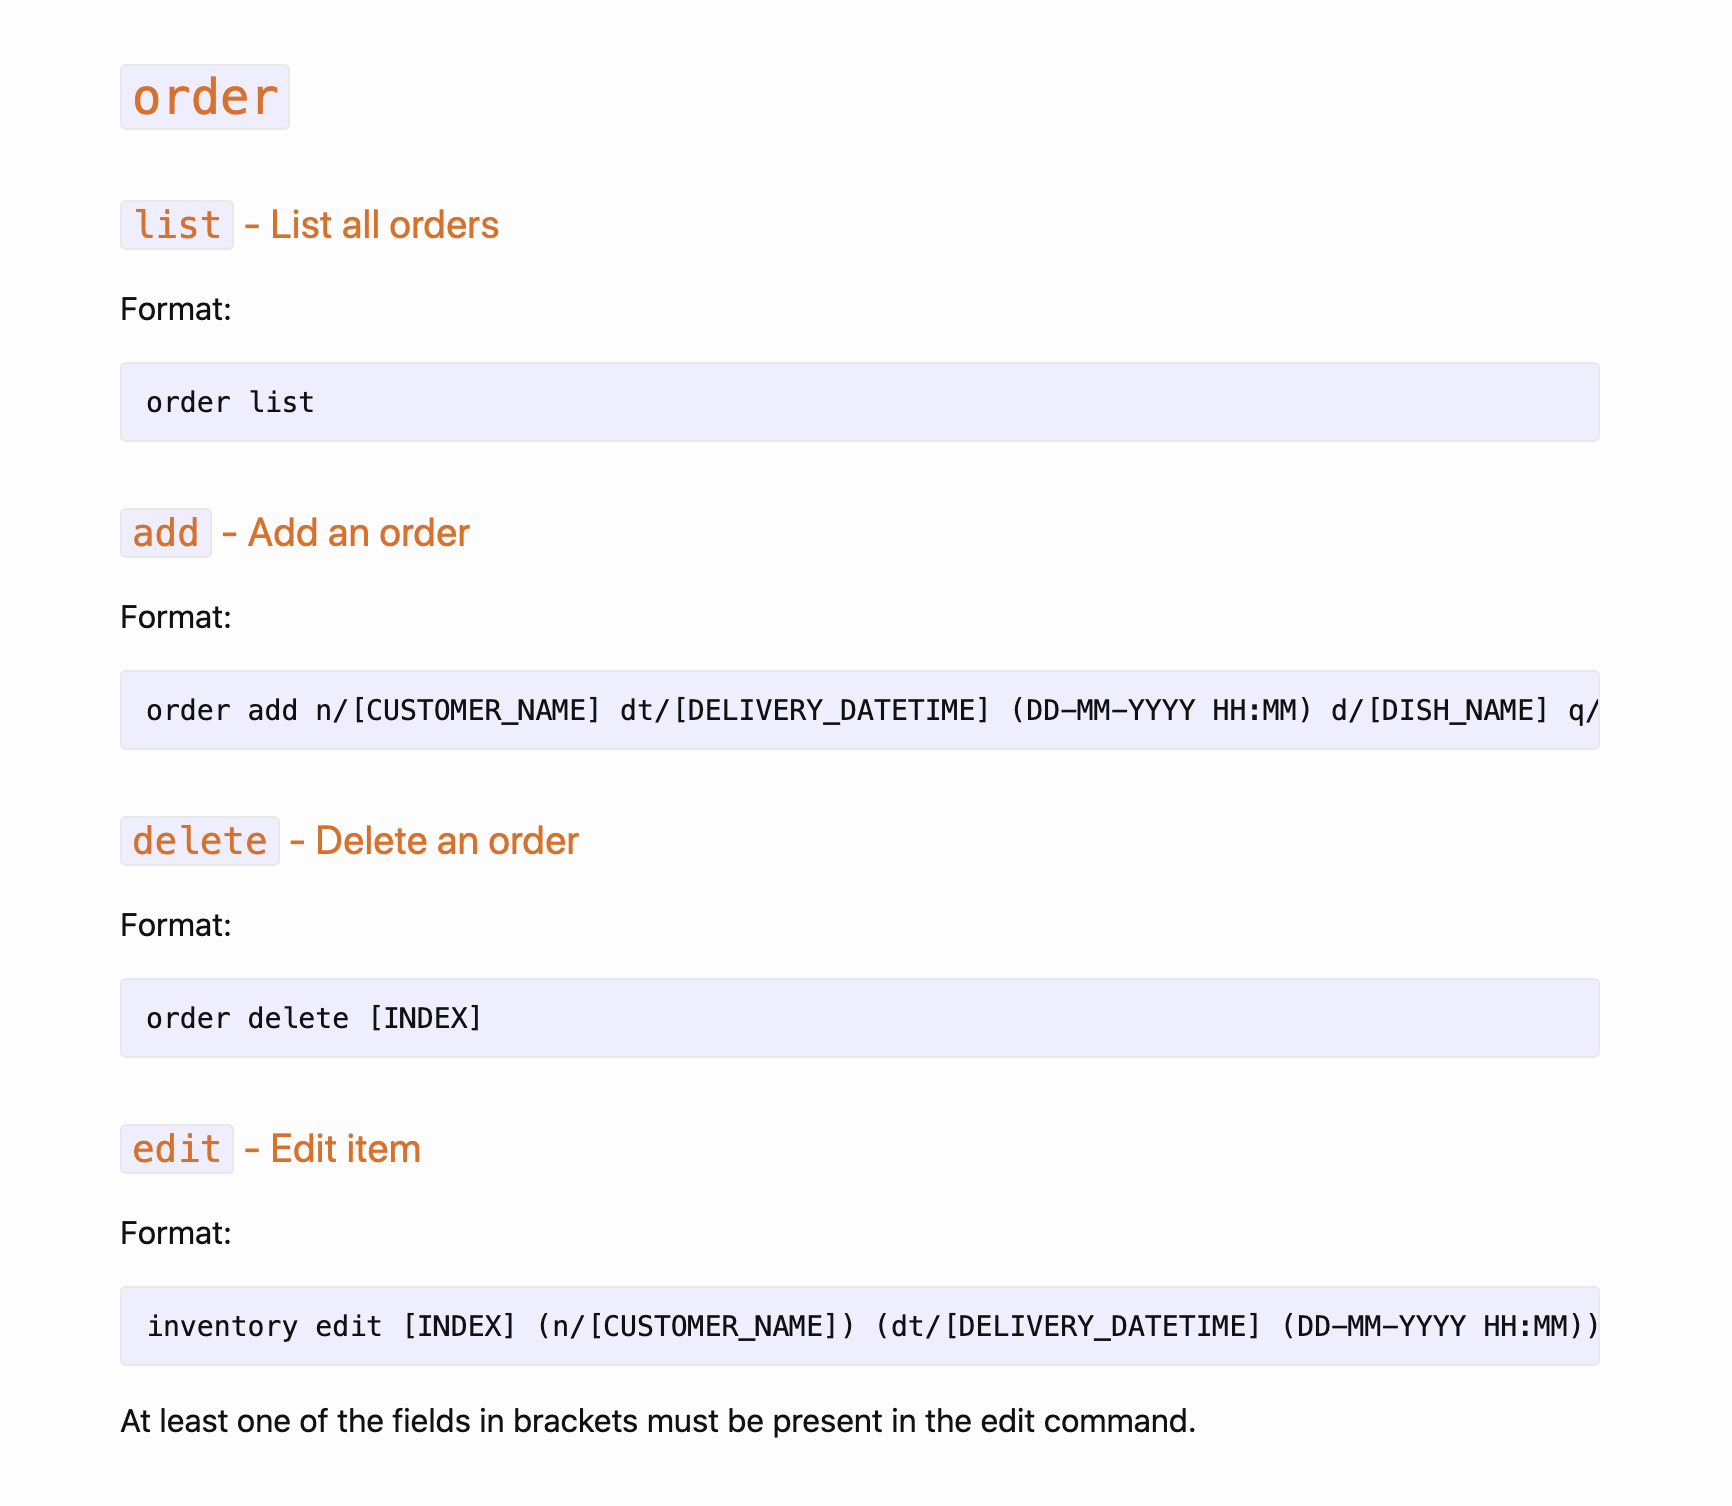 order
list - List all orders
Format:
order list
add - Add an order
Format:
order add n/[CUSTOMER_NAME] dt/[DELIVERY_DATETIME] (DD-MM-YYYY HH:MM) d/[DISH_NAME] q/
delete - Delete an order
Format:
order delete [INDEX]
edit - Edit item
Format:
inventory edit [INDEX] (n/[CUSTOMER_NAME]) (dt/[DELIVERY_DATETIME] (DD-MM-YYYY HH:MM))
At least one of the fields in brackets must be present in the edit command.